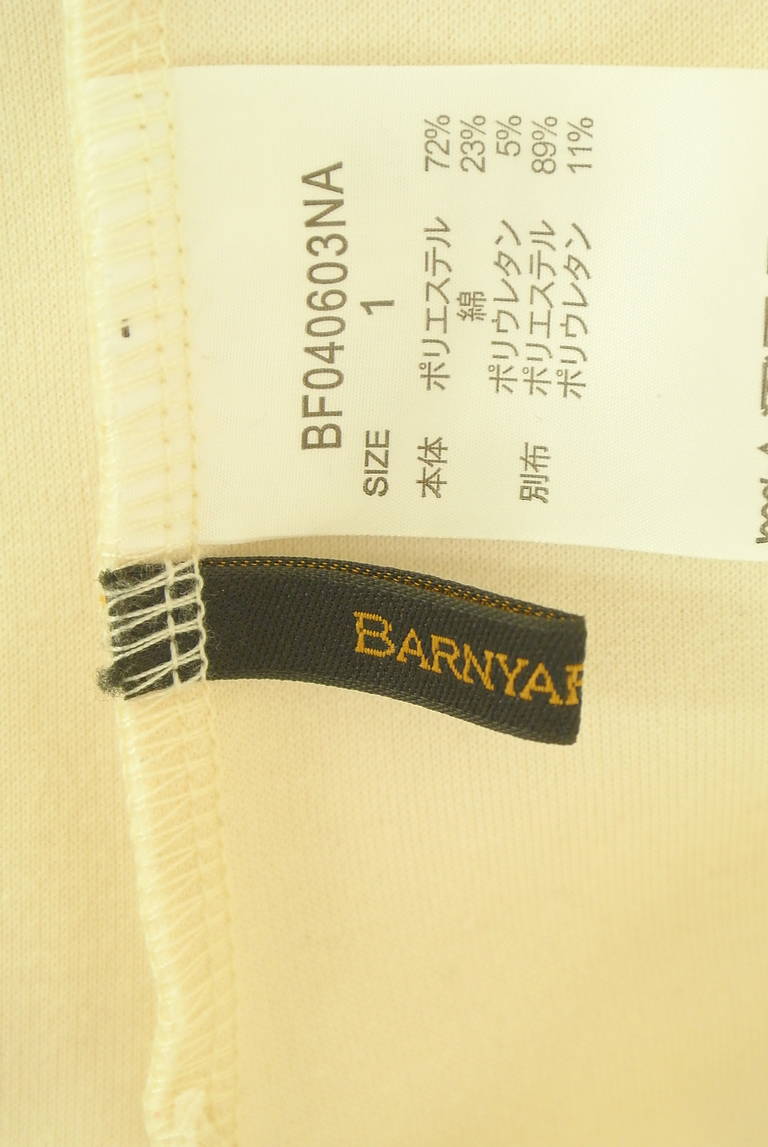 BF040603NA
SIZE 1
本体 ポリエステル 72%
綿 23%
ポリウレタン 5%
別布 ポリエステル 89%
ポリウレタン 11%
BARNYAR